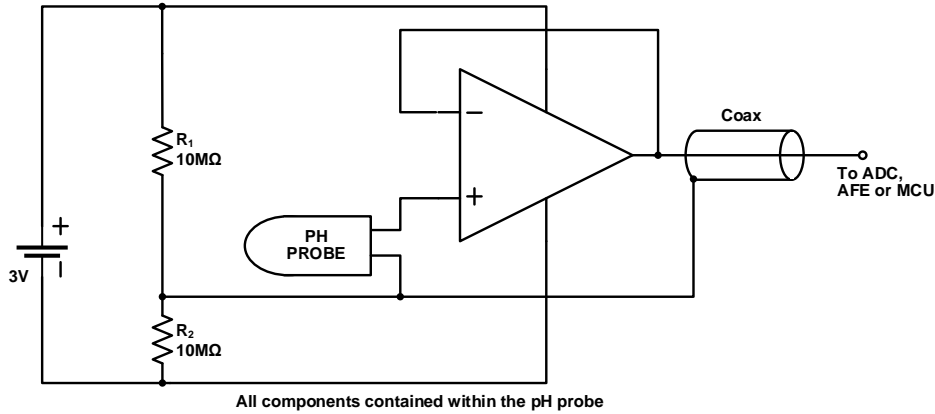 R1
10MΩ
Coax
−
+
To ADC,
AFE or MCU
PH
PROBE
+
3V
−
R2
10MΩ
All components contained within the pH probe